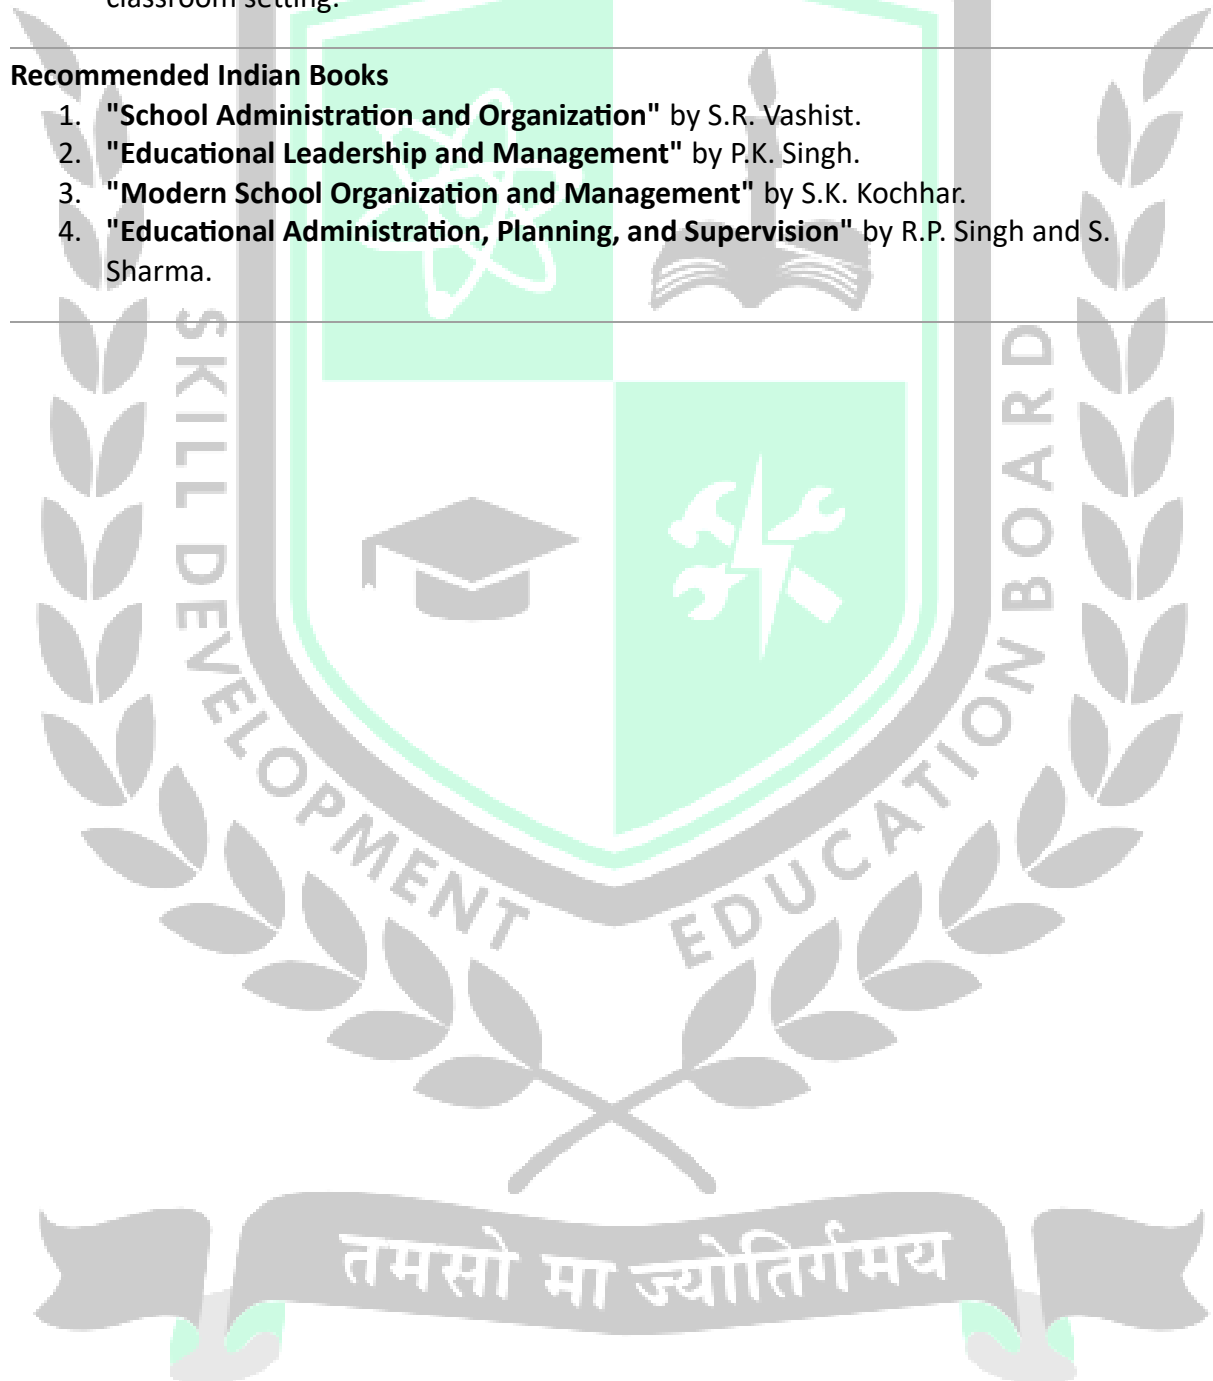 classroom setting.
Recommended Indian Books
1. "School Administration and Organization" by S.R. Vashist.
2. "Educational Leadership and Management" by P.K. Singh.
3. "Modern School Organization and Management" by S.K. Kochhar.
4. "Educational Administration, Planning, and Supervision" by R.P. Singh and S.
Sharma.
SKILL DEVELOPMENT EDUCATION BOARD
तमसो मा ज्योतिर्गमय